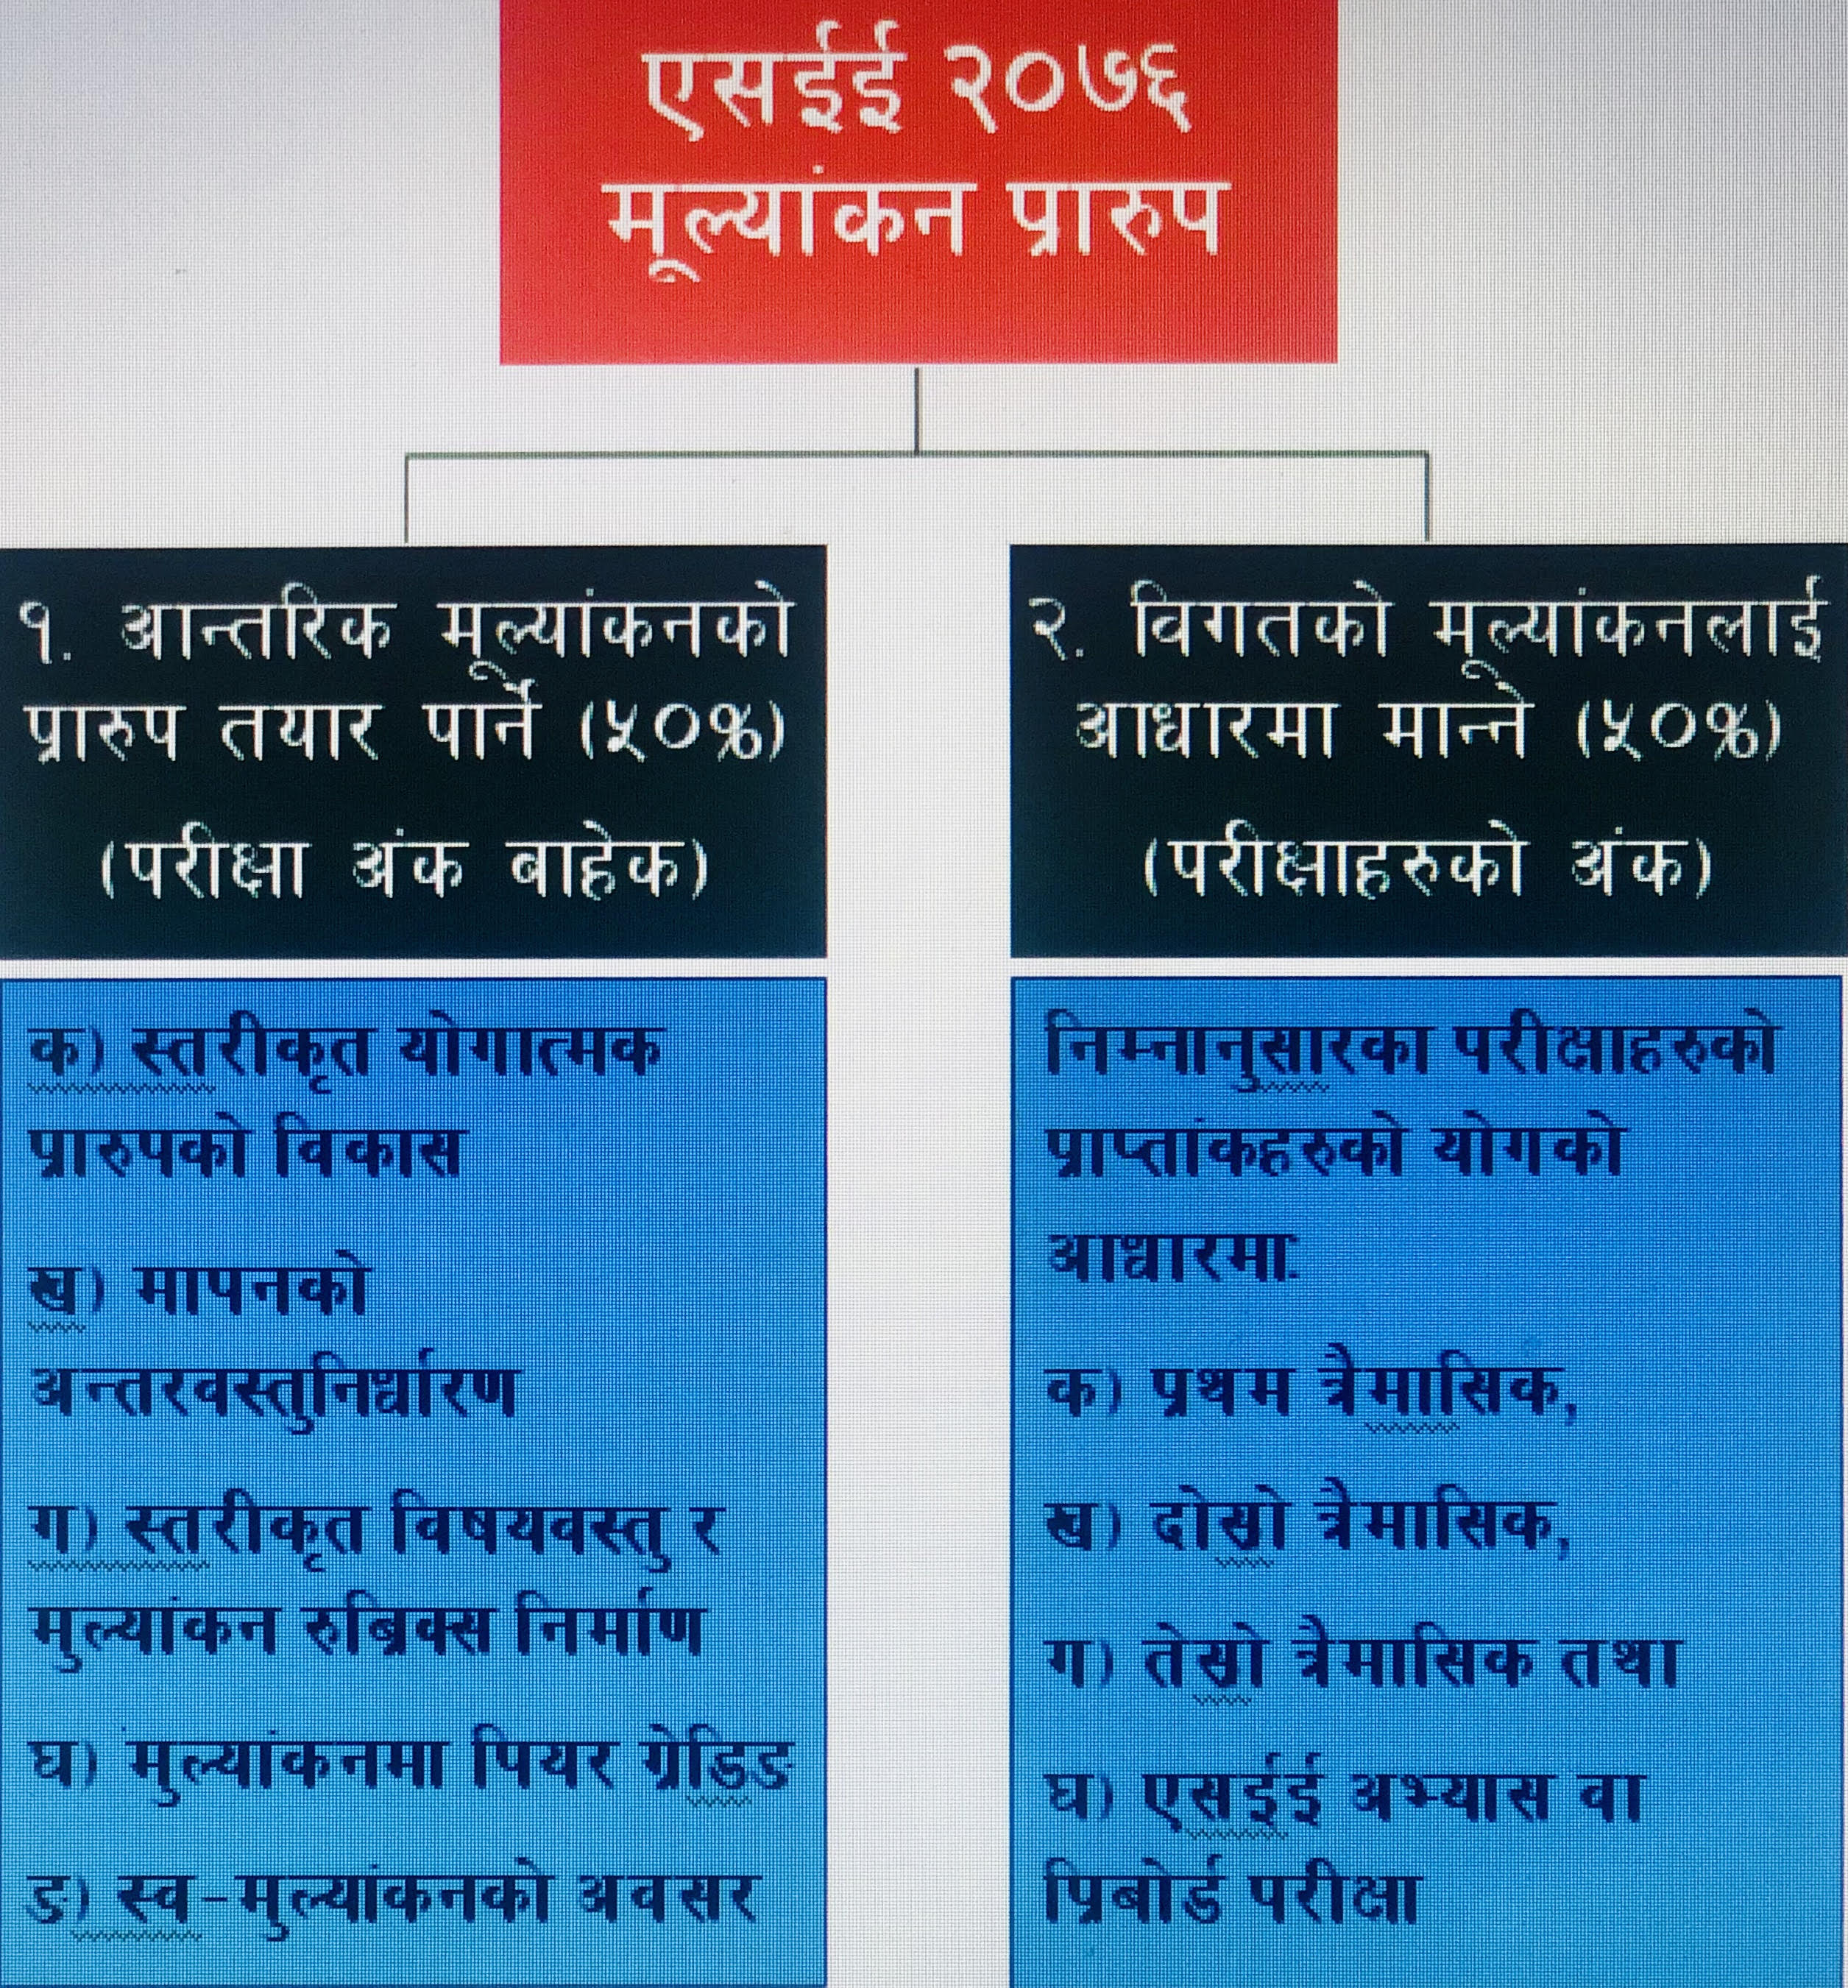 एसईई २०७६
मूल्यांकन प्रारुप
१. आन्तरिक मूल्यांकनको
प्रारुप तयार पार्ने (५०%)
(परीक्षा अंक बाहेक)
क) स्तरीकृत योगात्मक
प्रारुपको विकास
ख) मापनको
अन्तरवस्तुनिर्धारण
ग) स्तरीकृत विषयवस्तु र
मुल्यांकन रुब्रिक्स निर्माण
घ) मुल्यांकनमा पियर ग्रेडिङ
ङ) स्व-मुल्यांकनको अवसर
२. विगतको मूल्यांकनलाई
आधारमा मान्ने (५०%)
(परीक्षाहरुको अंक)
निम्नानुसारका परीक्षाहरुको
प्राप्तांकहरुको योगको
आधारमाः
क) प्रथम त्रैमासिक,
ख) दोस्रो त्रैमासिक,
ग) तेस्रो त्रैमासिक तथा
घ) एसईई अभ्यास वा
प्रिबोर्ड परीक्षा